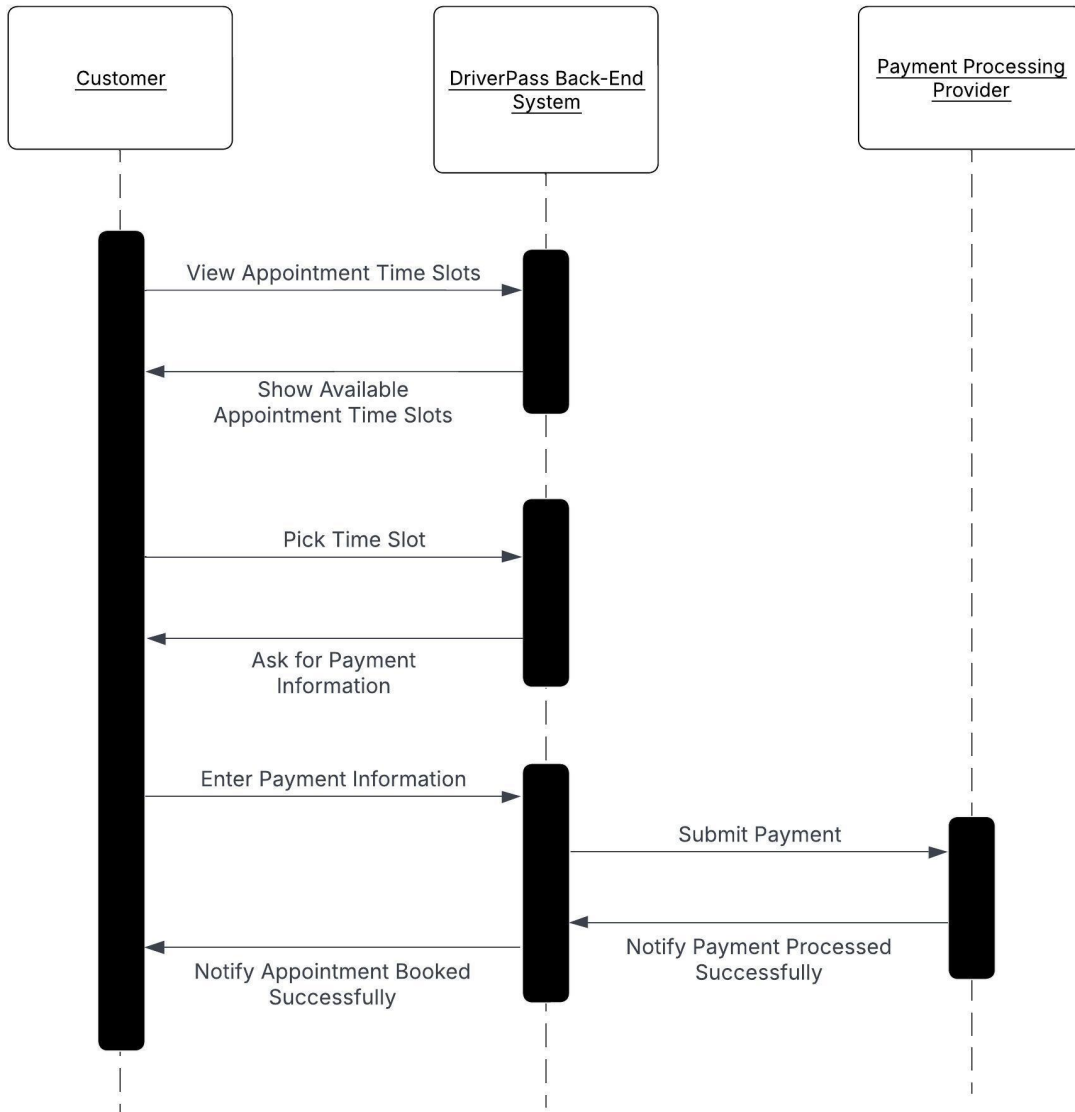 Customer
DriverPass Back-End
System
Payment Processing
Provider
View Appointment Time Slots
Show Available
Appointment Time Slots
Pick Time Slot
Ask for Payment
Information
Enter Payment Information
Submit Payment
Notify Payment Processed
Successfully
Notify Appointment Booked
Successfully